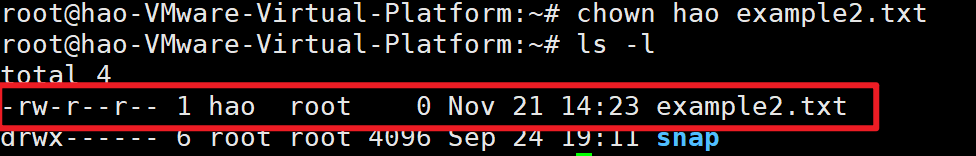 root@hao-VMware-Virtual-Platform:~# chown hao example2.txt
root@hao-VMware-Virtual-Platform:~# ls -l
total 4
-rw-r--r-- 1 hao  root    0 Nov 21 14:23 example2.txt
drwx------ 6 root root 4096 Sep 24 19:11 snap